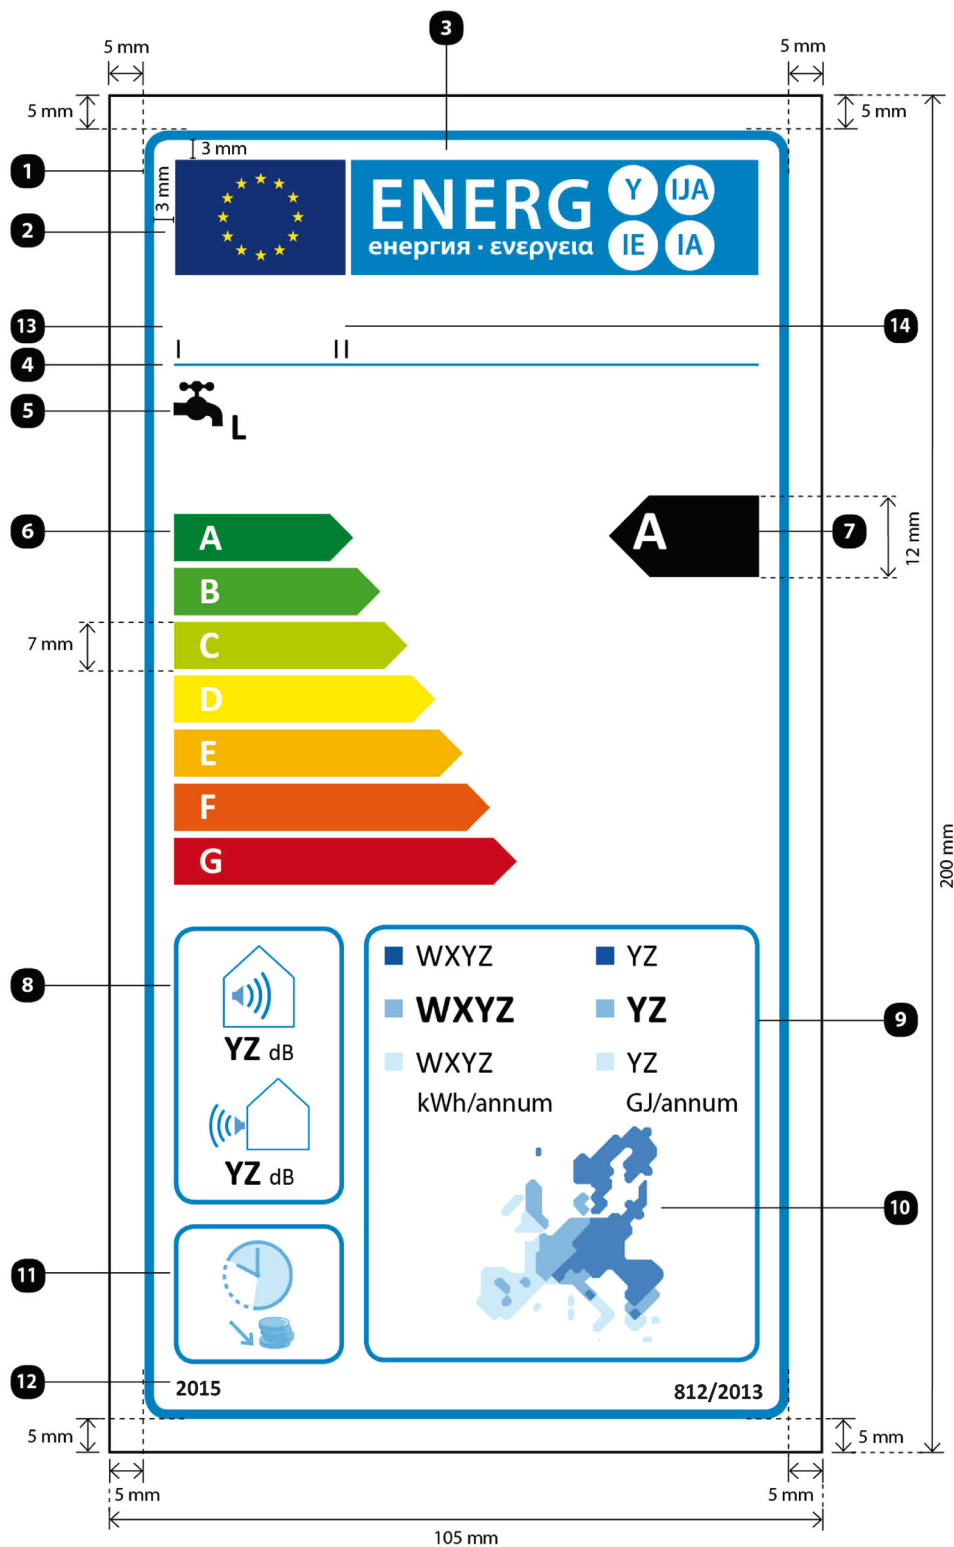 3
5 mm
5 mm
5 mm
5 mm
3 mm
1
3 mm
2
ENERG
енергия · ενεργεια
Y
IJA
IE
IA
13
14
I
II
4
5
L
6
A
A
7
12 mm
B
7 mm
C
D
E
F
G
200 mm
8
WXYZ
YZ
WXYZ
YZ
9
YZ dB
WXYZ
YZ
kWh/annum
GJ/annum
YZ dB
10
11
12
2015
812/2013
5 mm
5 mm
5 mm
5 mm
105 mm